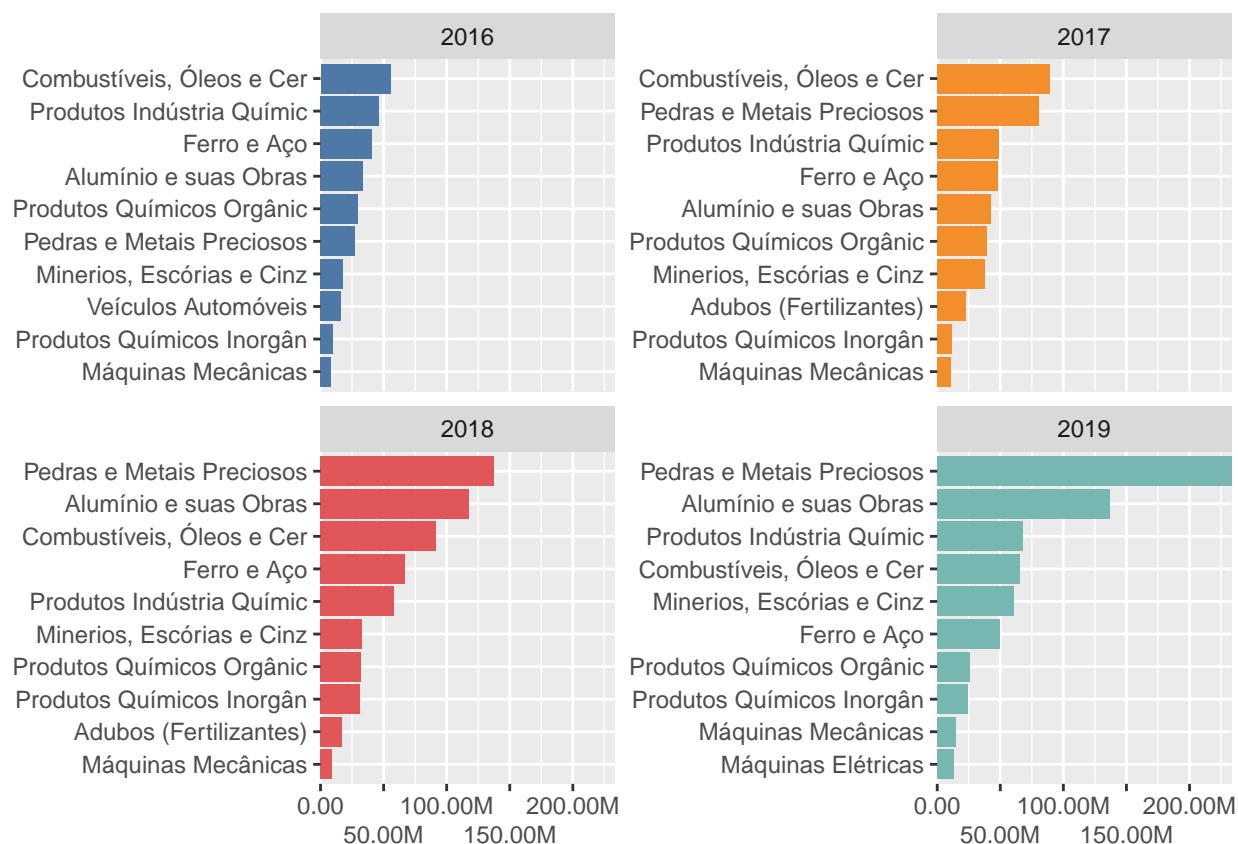 2016
Combustíveis, Óleos e Cer
Produtos Indústria Químic
Ferro e Aço
Alumínio e suas Obras
Produtos Químicos Orgânic
Pedras e Metais Preciosos
Minerios, Escórias e Cinz
Veículos Automóveis
Produtos Químicos Inorgân
Máquinas Mecânicas
2017
Combustíveis, Óleos e Cer
Pedras e Metais Preciosos
Produtos Indústria Químic
Ferro e Aço
Alumínio e suas Obras
Produtos Químicos Orgânic
Minerios, Escórias e Cinz
Adubos (Fertilizantes)
Produtos Químicos Inorgân
Máquinas Mecânicas
2018
Pedras e Metais Preciosos
Alumínio e suas Obras
Combustíveis, Óleos e Cer
Ferro e Aço
Produtos Indústria Químic
Minerios, Escórias e Cinz
Produtos Químicos Orgânic
Produtos Químicos Inorgân
Adubos (Fertilizantes)
Máquinas Mecânicas
0.00 100.00M 200.00M
50.00M 150.00M
2019
Pedras e Metais Preciosos
Alumínio e suas Obras
Produtos Indústria Químic
Combustíveis, Óleos e Cer
Minerios, Escórias e Cinz
Ferro e Aço
Produtos Químicos Orgânic
Produtos Químicos Inorgân
Máquinas Mecânicas
Máquinas Elétricas
0.00 100.00M 200.00M
50.00M 150.00M